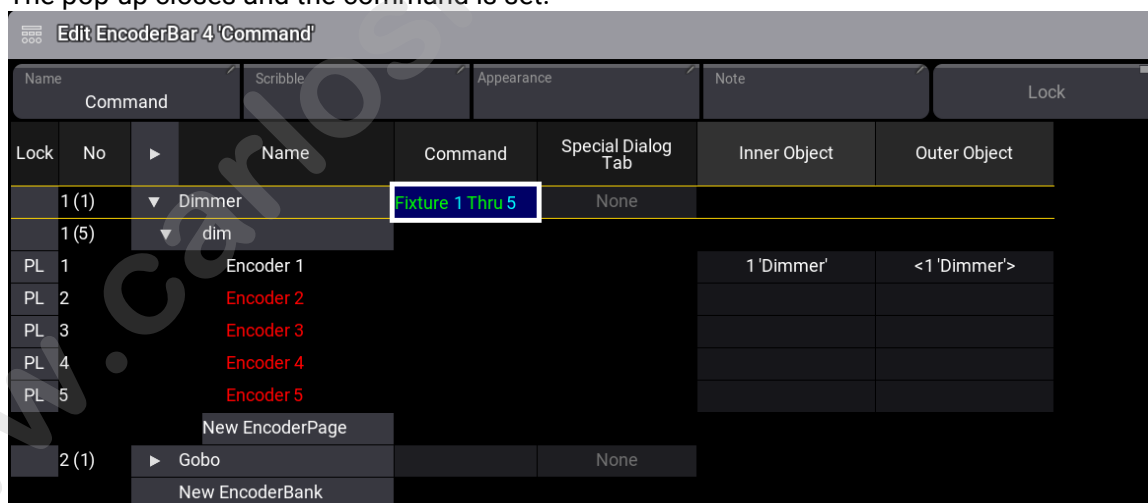 The pop-up closes and the command is set.
Edit EncoderBar 4 'Command'
Name
Command
Scribble
Appearance
Note
Lock
Lock No Name Command Special Dialog Tab Inner Object Outer Object
1 (1) Dimmer Fixture 1 Thru 5 None
1 (5) dim
PL 1 Encoder 1 1 'Dimmer' <1 'Dimmer'>
PL 2 Encoder 2
PL 3 Encoder 3
PL 4 Encoder 4
PL 5 Encoder 5
New EncoderPage
2 (1) Gobo None
New EncoderBank
w.carlos